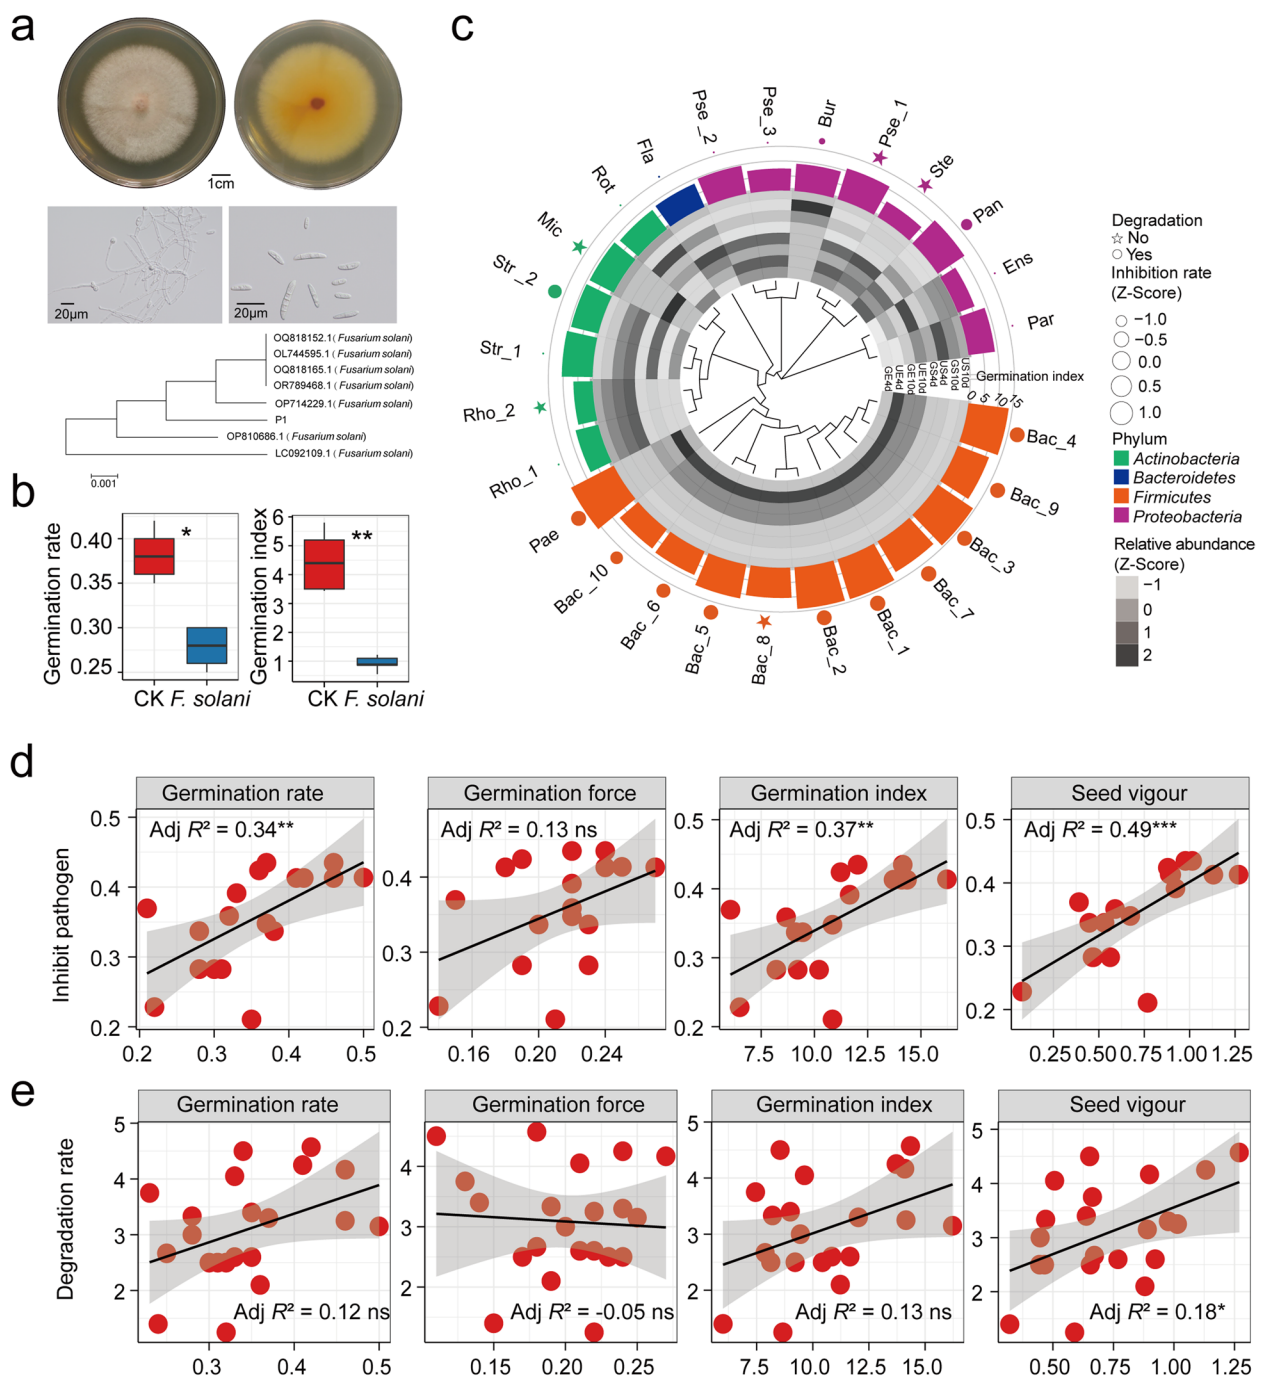 a
1cm
20μm
20μm
OQ818152.1 ( Fusarium solani)
OL744595.1 ( Fusarium solani)
OQ818165.1 ( Fusarium solani)
OR789468.1 ( Fusarium solani)
OP714229.1 ( Fusarium solani)
P1
OP810686.1 ( Fusarium solani)
LC092109.1 ( Fusarium solani)
0.001
b
Germination rate
0.40
0.35
0.30
0.25
*
CK F. solani
Germination index
6
5
4
3
2
1
**
CK F. solani
c
Pse_2
Pse_3
Bur
Pse_1
Ste
Pan
Ens
Par
Fla
Rot
Mic
Str_2
Str_1
Rho_2
Rho_1
Pae
Bac_10
Bac_6
Bac_5
Bac_8
Bac_2
Bac_1
Bac_7
Bac_3
Bac_9
Bac_4
GE4d
UE4d
GE10d
UE10d
GS4d
US4d
GS10d
US10d
Germination index
0 5 10 15
Degradation
No
Yes
Inhibition rate
(Z-Score)
−1.0
−0.5
0.0
0.5
1.0
Phylum
Actinobacteria
Bacteroidetes
Firmicutes
Proteobacteria
Relative abundance
(Z-Score)
−1
0
1
2
d
Inhibit pathogen
Germination rate
Adj R² = 0.34**
0.5
0.4
0.3
0.2
0.2 0.3 0.4 0.5
Germination force
Adj R² = 0.13 ns
0.4
0.3
0.2
0.16 0.20 0.24
Germination index
Adj R² = 0.37**
0.5
0.4
0.3
0.2
7.5 10.0 12.5 15.0
Seed vigour
Adj R² = 0.49***
0.5
0.4
0.3
0.2
0.25 0.50 0.75 1.00 1.25
e
Degradation rate
Germination rate
5
4
3
2
Adj R² = 0.12 ns
0.3 0.4 0.5
Germination force
4
3
2
Adj R² = -0.05 ns
0.15 0.20 0.25
Germination index
5
4
3
2
Adj R² = 0.13 ns
7.5 10.0 12.5 15.0
Seed vigour
5
4
3
2
Adj R² = 0.18*
0.50 0.75 1.00 1.25